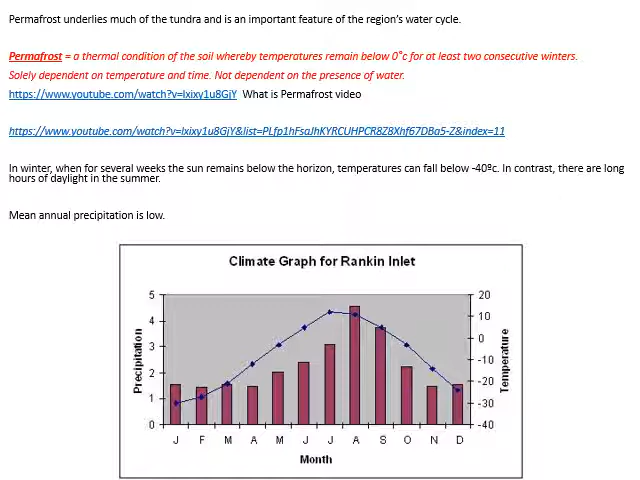 Permafrost underlies much of the tundra and is an important feature of the region's water cycle.
Permafrost = a thermal condition of the soil whereby temperatures remain below 0°c for at least two consecutive winters.
Solely dependent on temperature and time. Not dependent on the presence of water.
https://www.youtube.com/watch?v=lxixy1u8GjY What is Permafrost video
https://www.youtube.com/watch?v=lxixy1u8GjY&list=PLfp1hFsaJhKYRCUHPCR8Z8Xhf67DBa5-Z&index=11
In winter, when for several weeks the sun remains below the horizon, temperatures can fall below -40ºc. In contrast, there are long
hours of daylight in the summer.
Mean annual precipitation is low.
Climate Graph for Rankin Inlet
5
4
3
2
1
0
Precipitation
20
10
0
-10
-20
-30
-40
Temperature
J F M A M J J A S O N D
Month